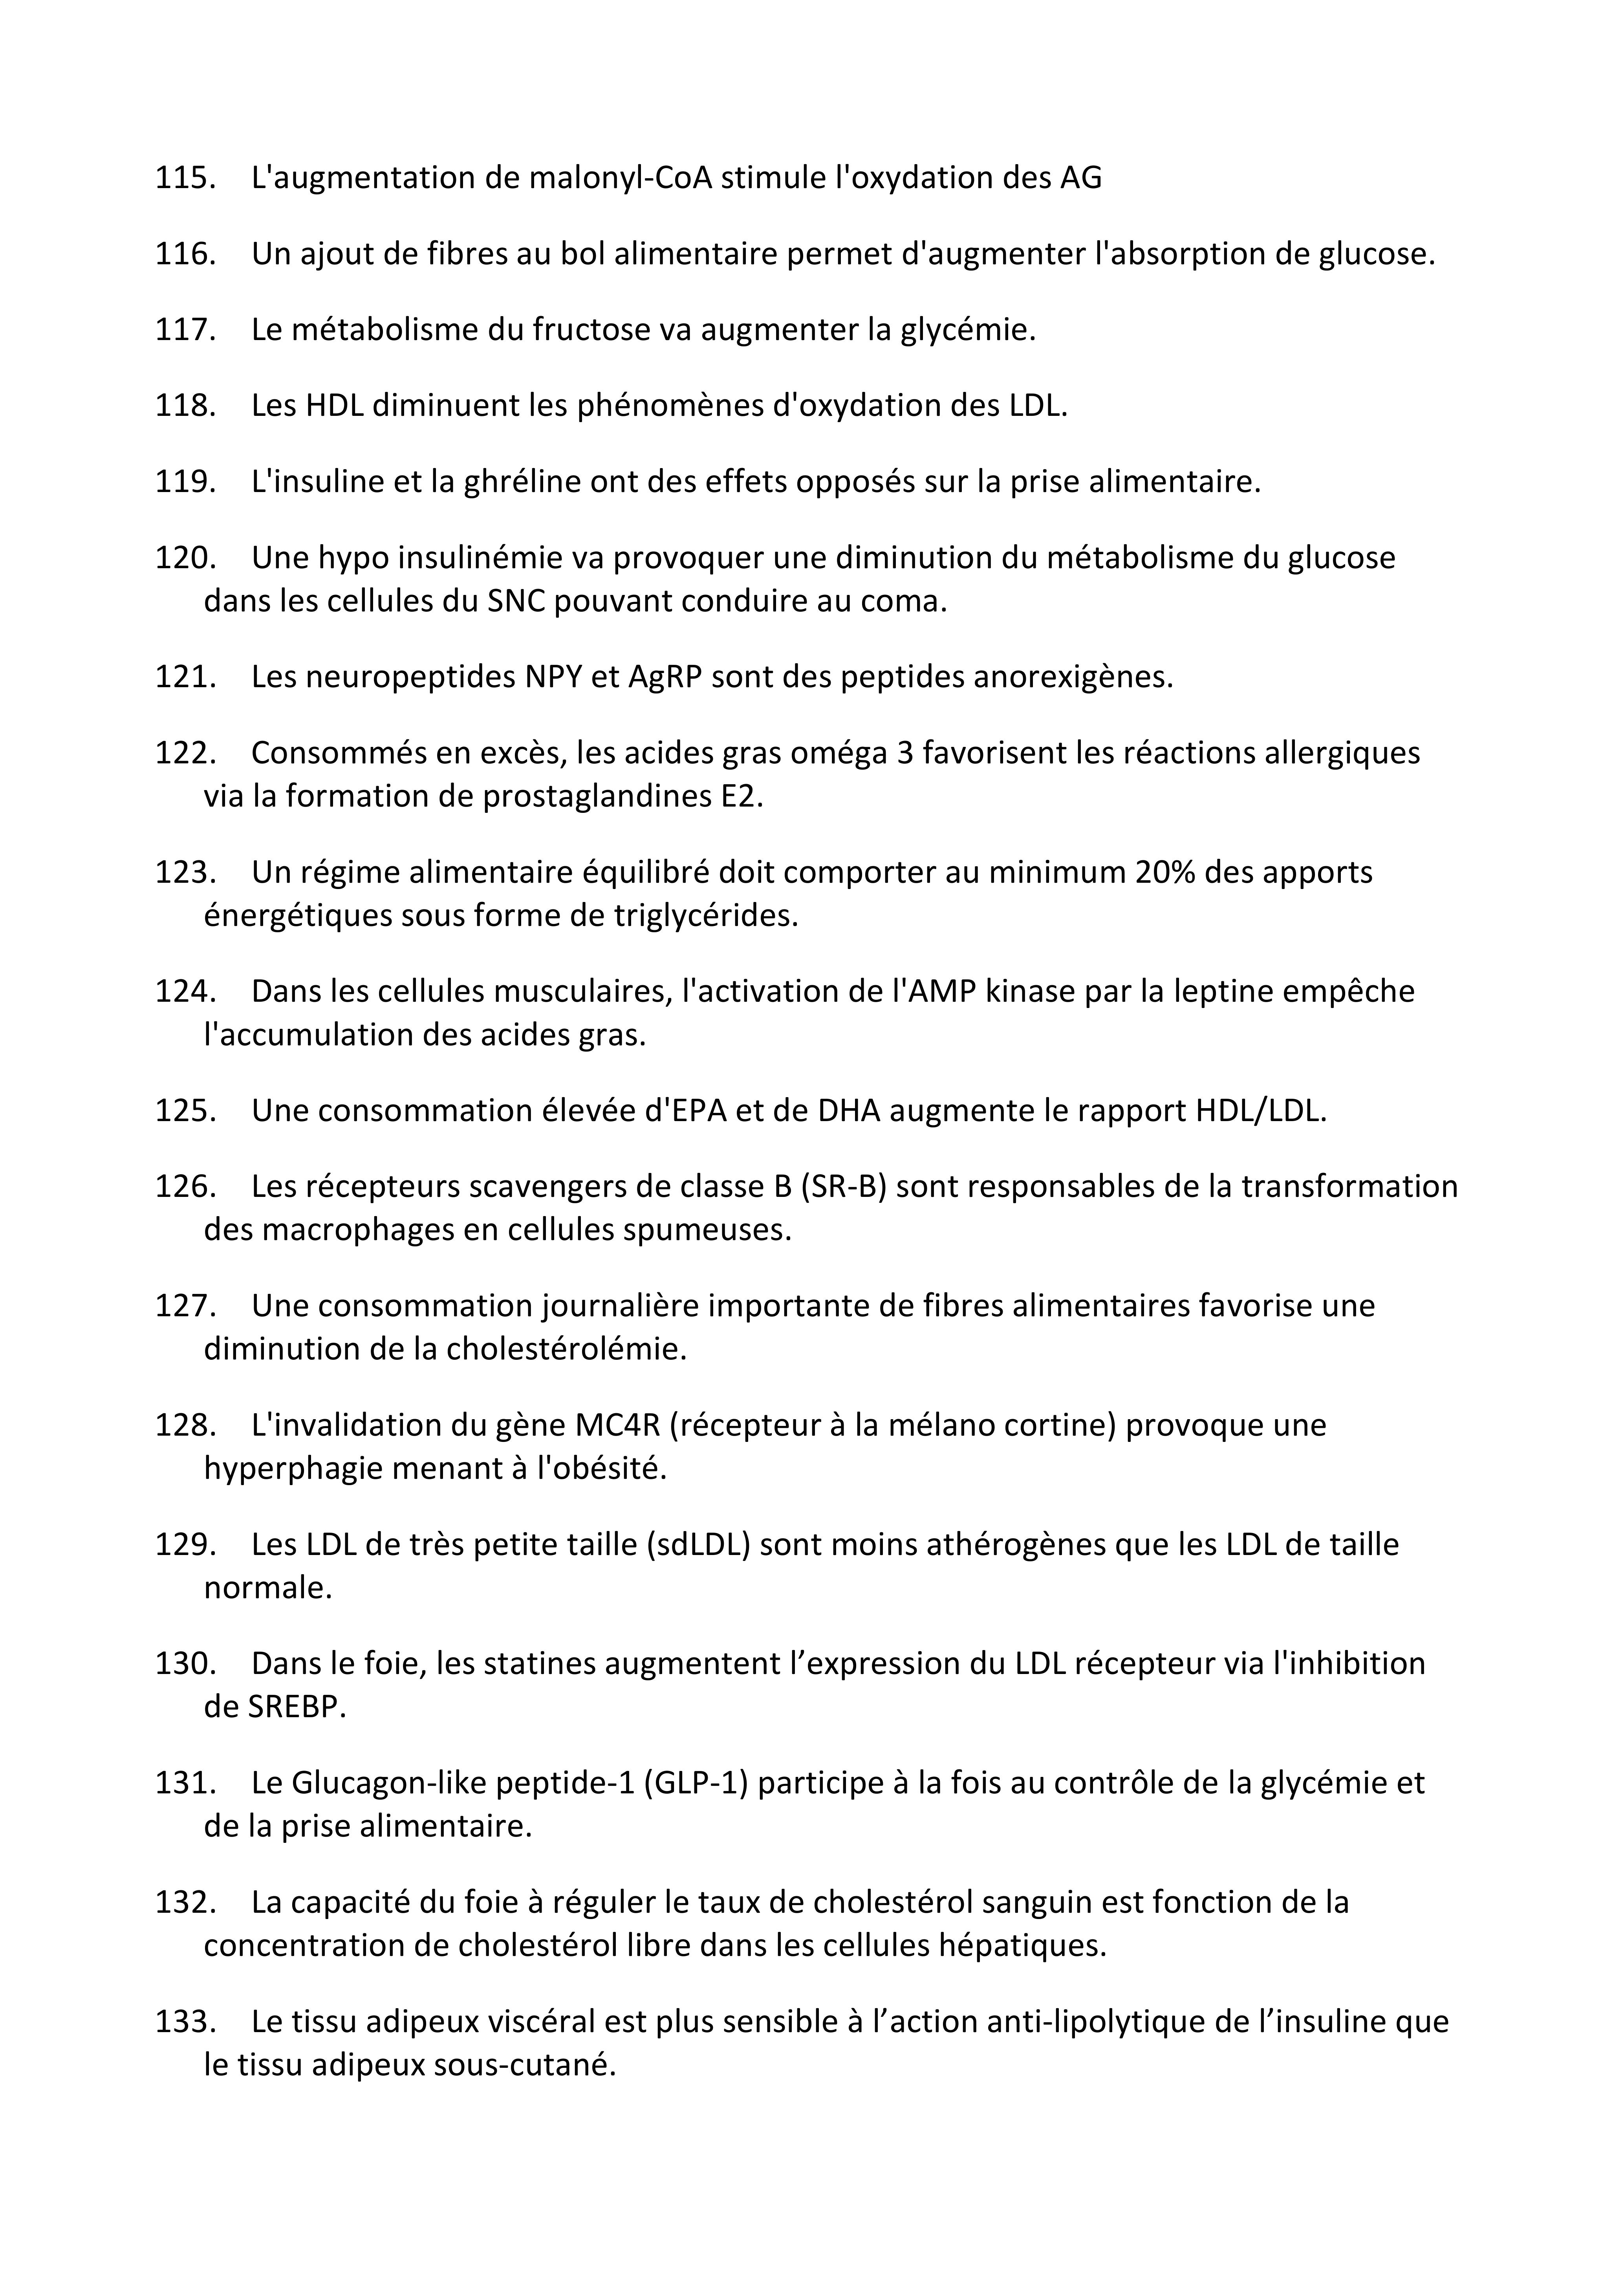 115. L'augmentation de malonyl-CoA stimule l'oxydation des AG
116. Un ajout de fibres au bol alimentaire permet d'augmenter l'absorption de glucose.
117. Le métabolisme du fructose va augmenter la glycémie.
118. Les HDL diminuent les phénomènes d'oxydation des LDL.
119. L'insuline et la ghréline ont des effets opposés sur la prise alimentaire.
120. Une hypo insulinémie va provoquer une diminution du métabolisme du glucose
dans les cellules du SNC pouvant conduire au coma.
121. Les neuropeptides NPY et AgRP sont des peptides anorexigènes.
122. Consommés en excès, les acides gras oméga 3 favorisent les réactions allergiques
via la formation de prostaglandines E2.
123. Un régime alimentaire équilibré doit comporter au minimum 20% des apports
énergétiques sous forme de triglycérides.
124. Dans les cellules musculaires, l'activation de l'AMP kinase par la leptine empêche
l'accumulation des acides gras.
125. Une consommation élevée d'EPA et de DHA augmente le rapport HDL/LDL.
126. Les récepteurs scavengers de classe B (SR-B) sont responsables de la transformation
des macrophages en cellules spumeuses.
127. Une consommation journalière importante de fibres alimentaires favorise une
diminution de la cholestérolémie.
128. L'invalidation du gène MC4R (récepteur à la mélano cortine) provoque une
hyperphagie menant à l'obésité.
129. Les LDL de très petite taille (sdLDL) sont moins athérogènes que les LDL de taille
normale.
130. Dans le foie, les statines augmentent l’expression du LDL récepteur via l'inhibition
de SREBP.
131. Le Glucagon-like peptide-1 (GLP-1) participe à la fois au contrôle de la glycémie et
de la prise alimentaire.
132. La capacité du foie à réguler le taux de cholestérol sanguin est fonction de la
concentration de cholestérol libre dans les cellules hépatiques.
133. Le tissu adipeux viscéral est plus sensible à l’action anti-lipolytique de l’insuline que
le tissu adipeux sous-cutané.